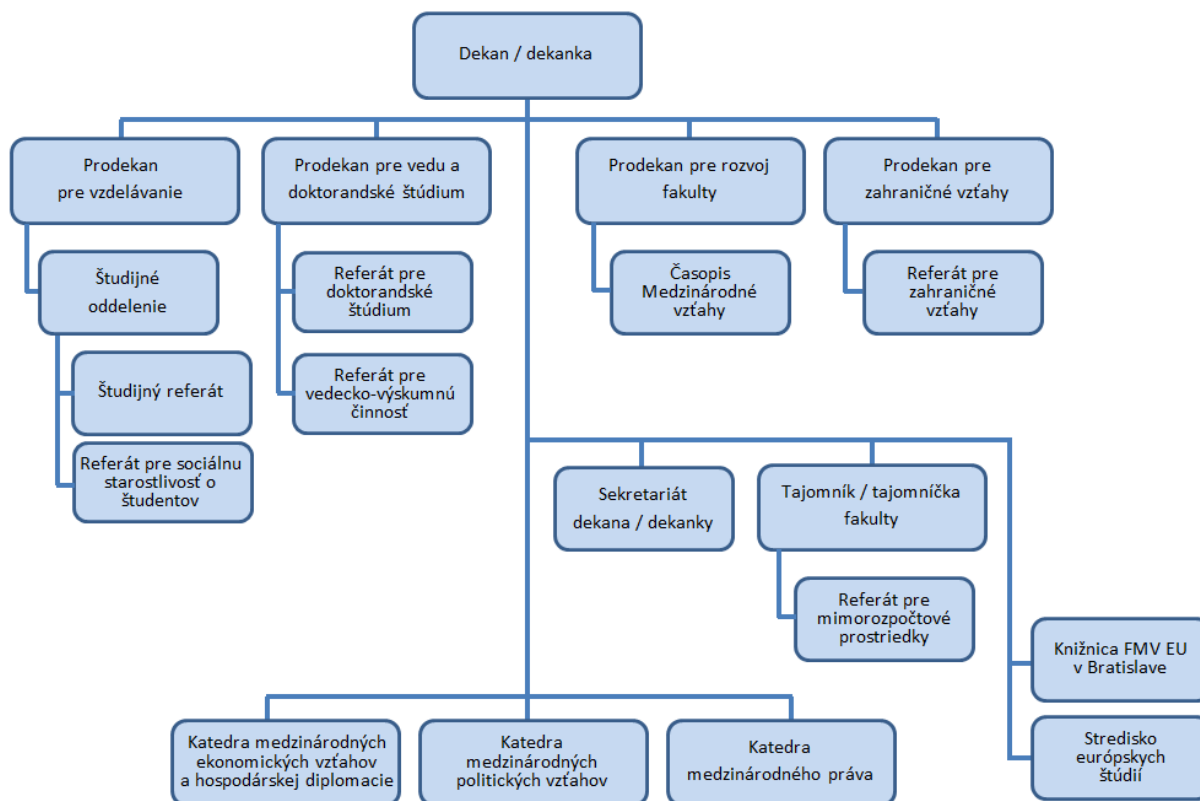 Dekan / dekanka
Prodekan
pre vzdelávanie
Prodekan pre vedu a
doktorandské štúdium
Prodekan pre rozvoj
fakulty
Prodekan pre
zahraničné vzťahy
Študijné
oddelenie
Referát pre
doktorandské
štúdium
Časopis
Medzinárodné
vzťahy
Referát pre
zahraničné
vzťahy
Študijný referát
Referát pre
vedecko-výskumnú
činnosť
Referát pre sociálnu
starostlivosť o
študentov
Sekretariát
dekana / dekanky
Tajomník / tajomníčka
fakulty
Referát pre
mimorozpočtové
prostriedky
Knižnica FMV EU
v Bratislave
Katedra medzinárodných
ekonomických vzťahov
a hospodárskej diplomacie
Katedra
medzinárodných
politických vzťahov
Katedra
medzinárodného práva
Stredisko
európskych
štúdií